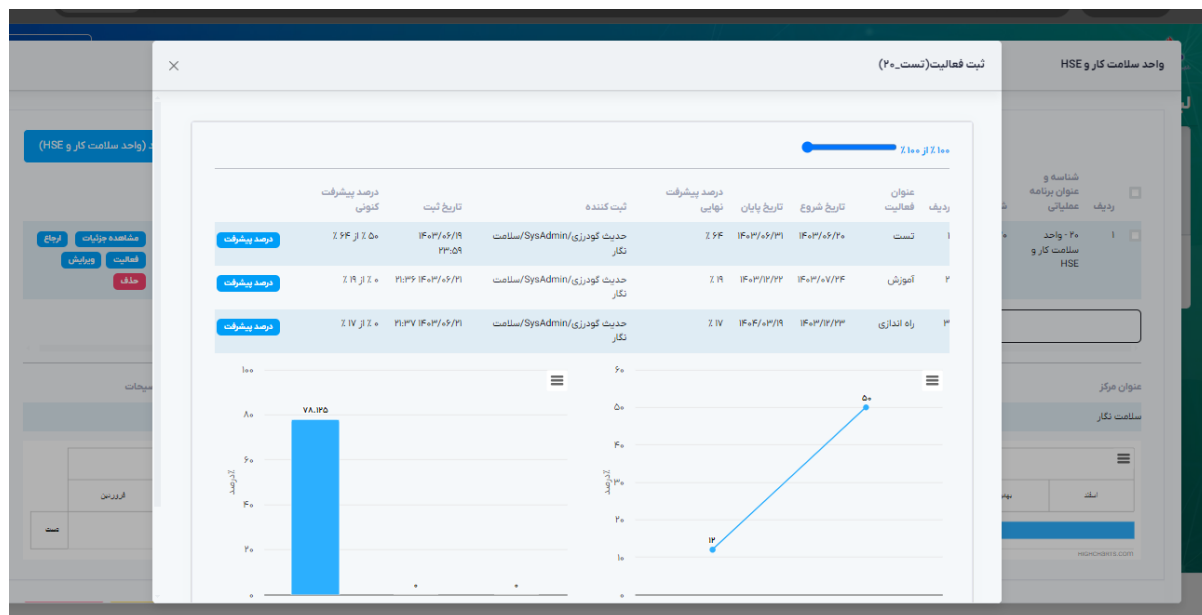 واحد سلامت کار و HSE
ثبت فعالیت(تست_۲۰)
×
۱۰۰ ٪ از ۱۰۰ ٪
ردیف
عنوان فعالیت
تاریخ شروع
تاریخ پایان
درصد پیشرفت نهایی
ثبت کننده
تاریخ ثبت
درصد پیشرفت کنونی
۱ تست ۱۴۰۳/۰۶/۲۰ ۱۴۰۳/۰۶/۳۱ ۶۴ ٪ حدیث گودرزی/SysAdmin/سلامت نگار ۱۴۰۳/۰۶/۱۹ ۲۳:۵۹ ۵۰ ٪ از ۶۴ ٪ درصد پیشرفت
۲ آموزش ۱۴۰۳/۰۷/۲۴ ۱۴۰۳/۱۲/۲۲ ۱۹ ٪ حدیث گودرزی/SysAdmin/سلامت نگار ۱۴۰۳/۰۶/۲۱ ۲۱:۳۶ ۰ ٪ از ۱۹ ٪ درصد پیشرفت
۳ راه اندازی ۱۴۰۳/۱۲/۲۳ ۱۴۰۴/۰۳/۱۹ ۱۷ ٪ حدیث گودرزی/SysAdmin/سلامت نگار ۱۴۰۳/۰۶/۲۱ ۲۱:۳۷ ۰ ٪ از ۱۷ ٪ درصد پیشرفت
۶۰
۵۰
۴۰
۳۰
۲۰
۱۰
۰
٪درصد
۵۰
۱۲
۱۰۰
۸۰
۶۰
۴۰
۲۰
۰
٪درصد
۷۸.۱۲۵
۰
۰
ردیف
شناسه و
عنوان برنامه
عملیاتی
۱
۲۰ - واحد
سلامت کار و
HSE
عنوان مرکز
سلامت نگار
اسفند
Highcharts.com
(واحد سلامت کار و HSE)
مشاهده جزئیات
ارجاع
فعالیت
ویرایش
حذف
فروردین
تست